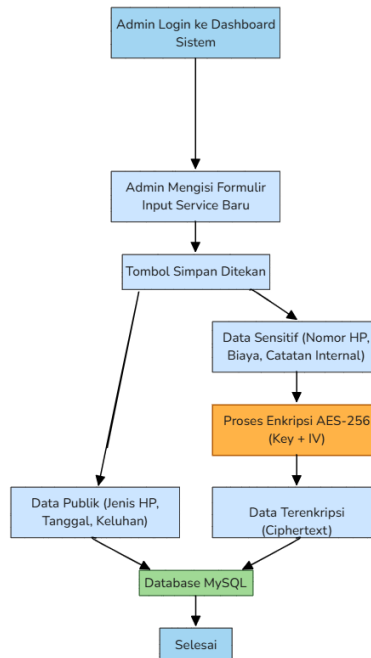 Admin Login ke Dashboard
Sistem
Admin Mengisi Formulir
Input Service Baru
Tombol Simpan Ditekan
Data Sensitif (Nomor HP,
Biaya, Catatan Internal)
Proses Enkripsi AES-256
(Key + IV)
Data Publik (Jenis HP,
Tanggal, Keluhan)
Data Terenkripsi
(Ciphertext)
Database MySQL
Selesai